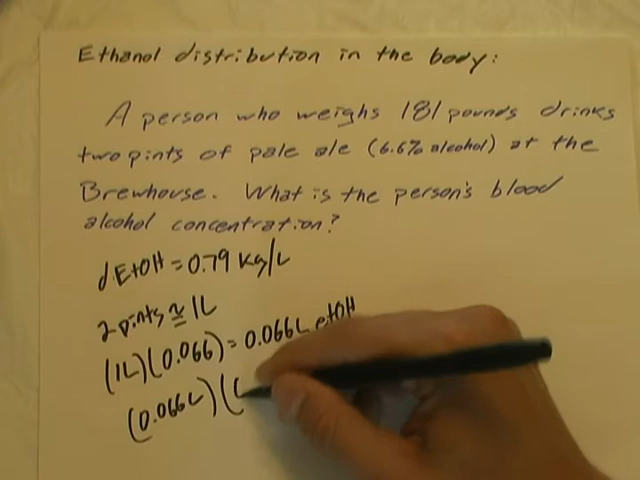 Ethanol distribution in the body:
A person who weighs 181 pounds drinks
two pints of pale ale (6.6% alcohol) at the
Brewhouse. What is the person's blood
alcohol concentration?
dEtOH = 0.79 kg/L
2 pints ≅ 1L
(1L)(0.066) = 0.066L etOH
(0.066L)(